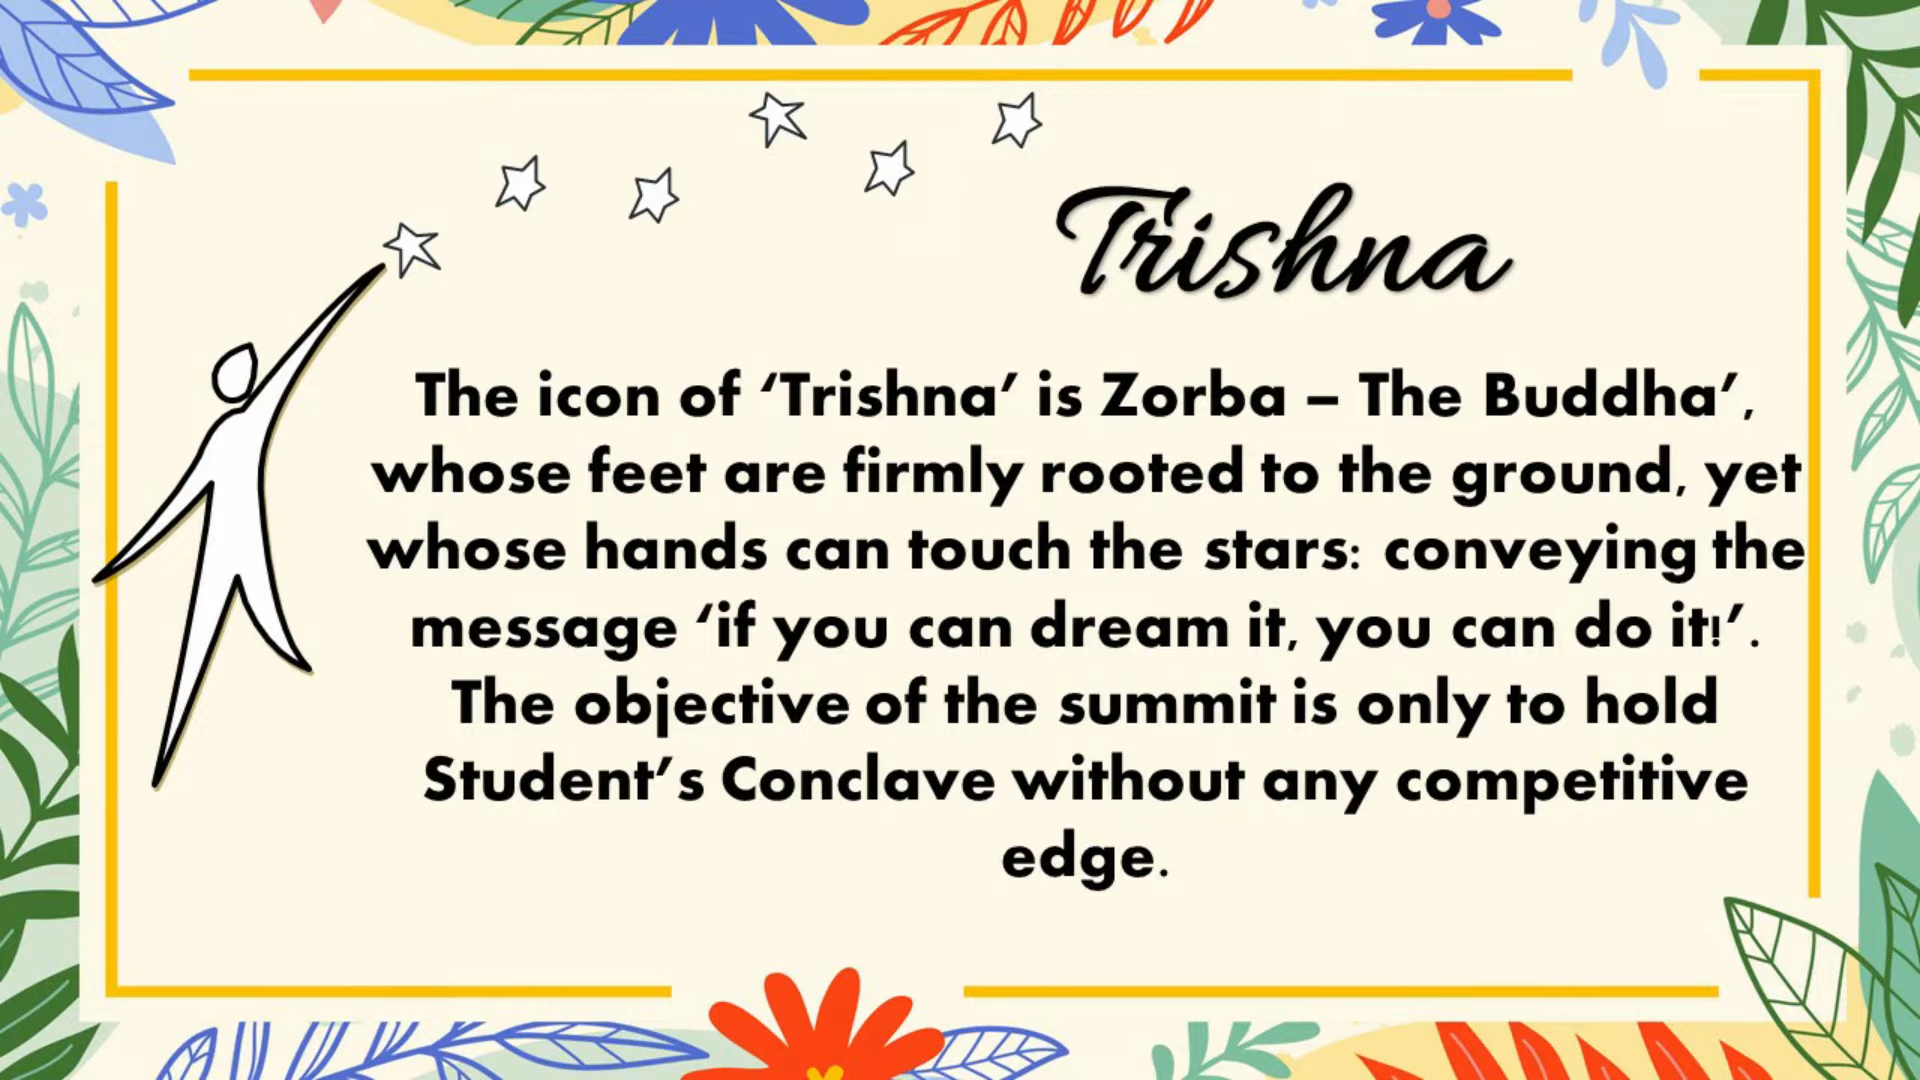 Trishna
The icon of ‘Trishna’ is Zorba – The Buddha’,
whose feet are firmly rooted to the ground, yet
whose hands can touch the stars: conveying the
message ‘if you can dream it, you can do it!’.
The objective of the summit is only to hold
Student’s Conclave without any competitive
edge.